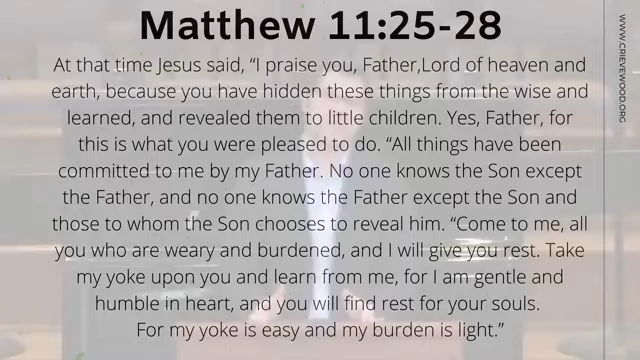 Matthew 11:25-28
At that time Jesus said, “I praise you, Father,Lord of heaven and
earth, because you have hidden these things from the wise and
learned, and revealed them to little children. Yes, Father, for
this is what you were pleased to do. “All things have been
committed to me by my Father. No one knows the Son except
the Father, and no one knows the Father except the Son and
those to whom the Son chooses to reveal him. “Come to me, all
you who are weary and burdened, and I will give you rest. Take
my yoke upon you and learn from me, for I am gentle and
humble in heart, and you will find rest for your souls.
For my yoke is easy and my burden is light.”
WWW.CRIEVEWOOD.ORG